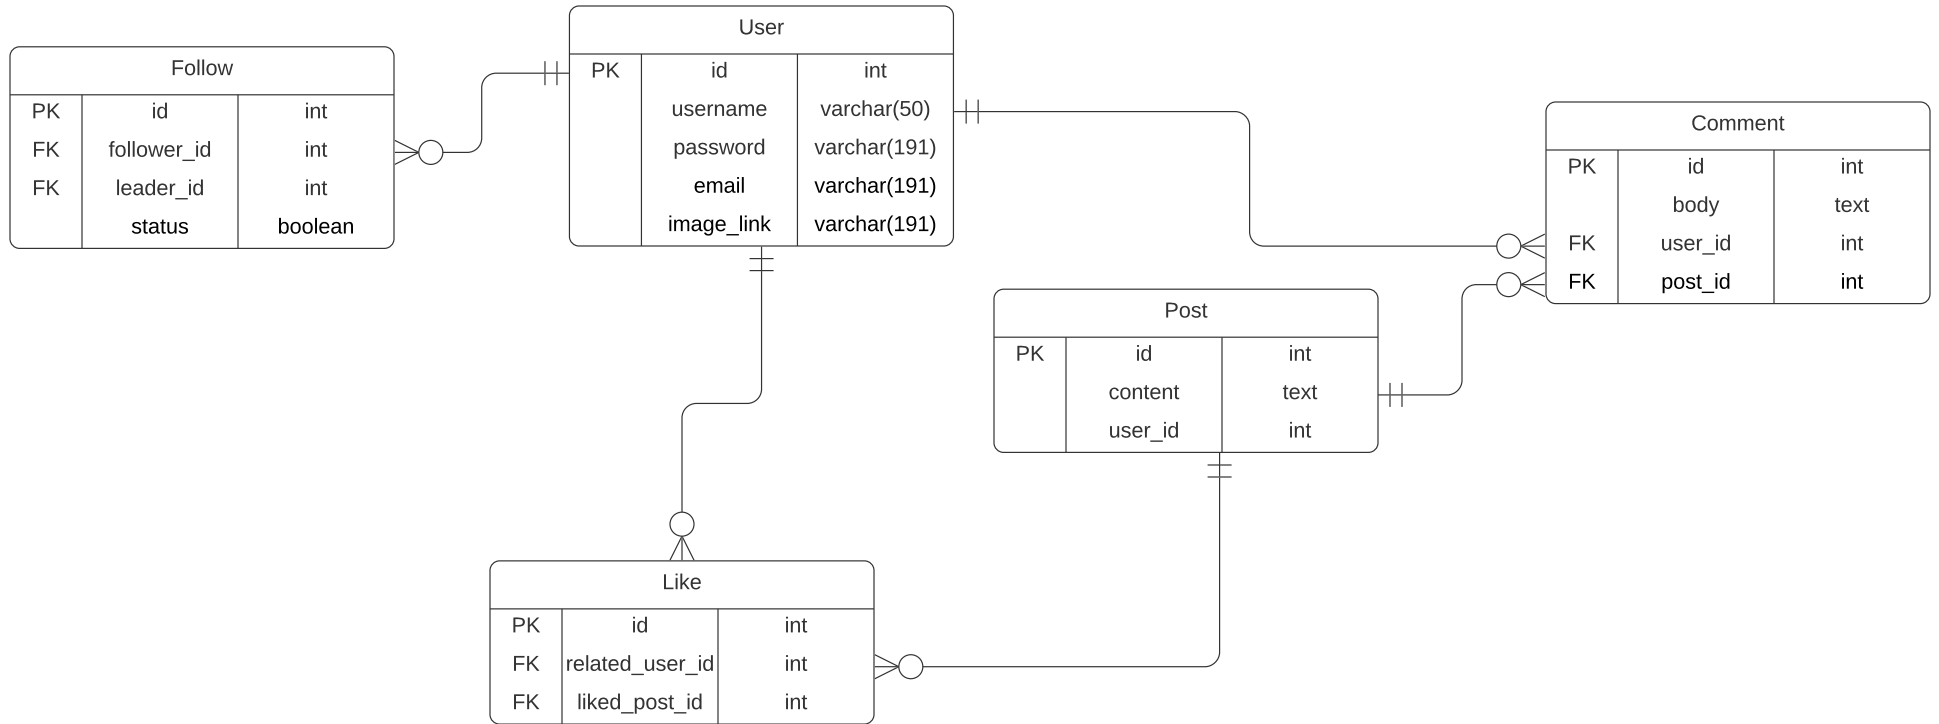 Follow
PK id int
FK follower_id int
FK leader_id int
status boolean
User
PK id int
username varchar(50)
password varchar(191)
email varchar(191)
image_link varchar(191)
Comment
PK id int
body text
FK user_id int
FK post_id int
Post
PK id int
content text
user_id int
Like
PK id int
FK related_user_id int
FK liked_post_id int